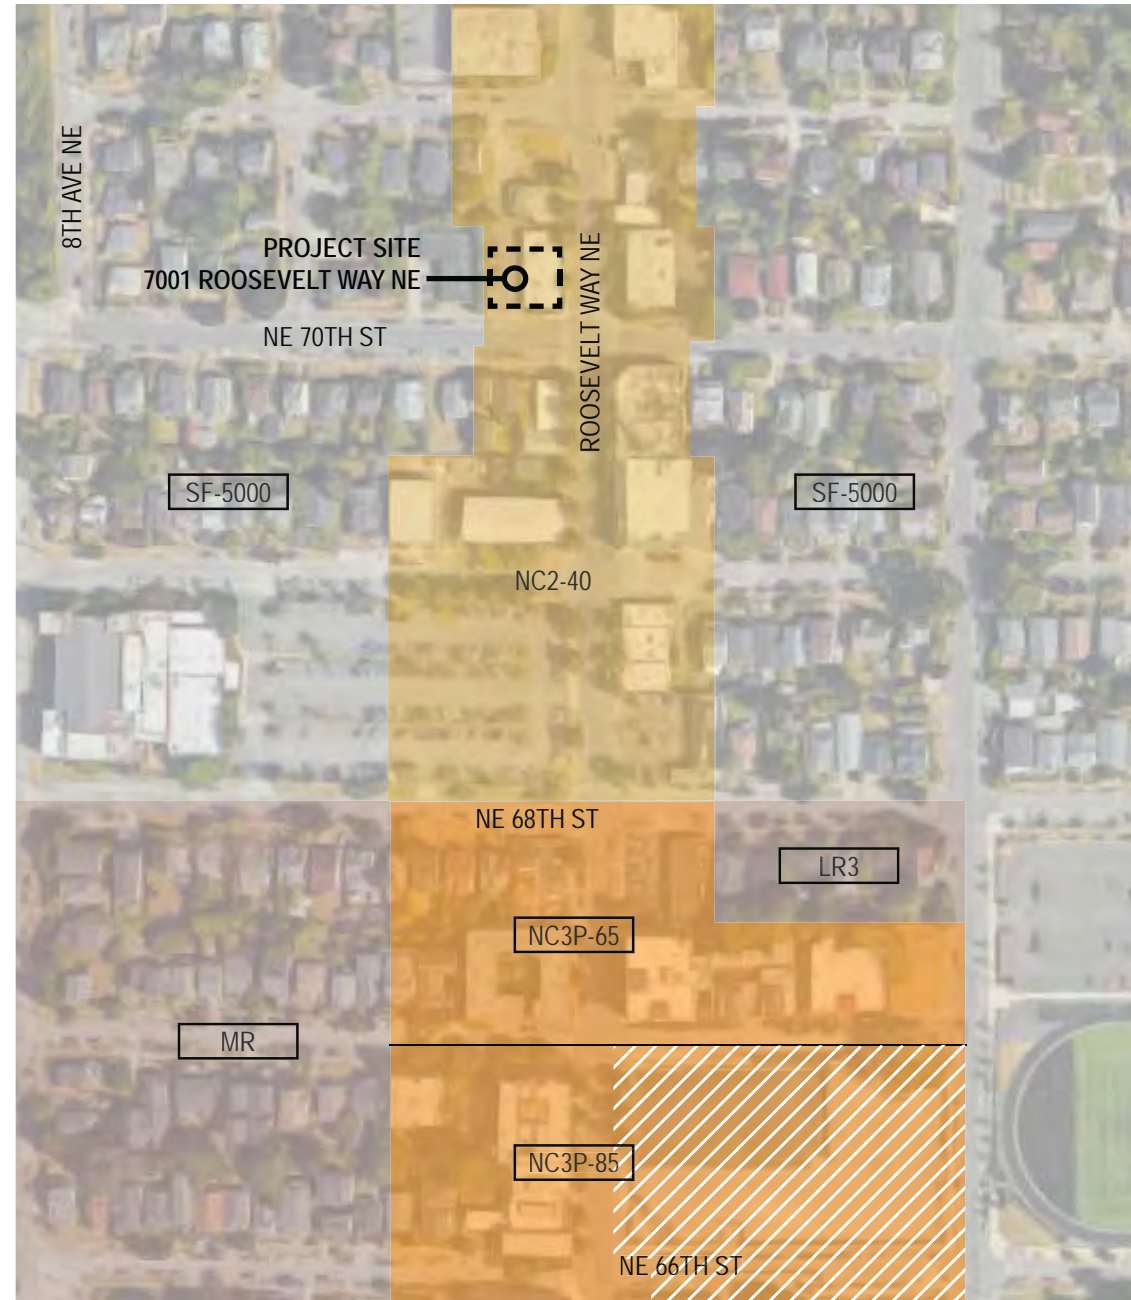 8TH AVE NE
PROJECT SITE
7001 ROOSEVELT WAY NE
ROOSEVELT WAY NE
NE 70TH ST
SF-5000
SF-5000
NC2-40
NE 68TH ST
LR3
NC3P-65
MR
NC3P-85
NE 66TH ST